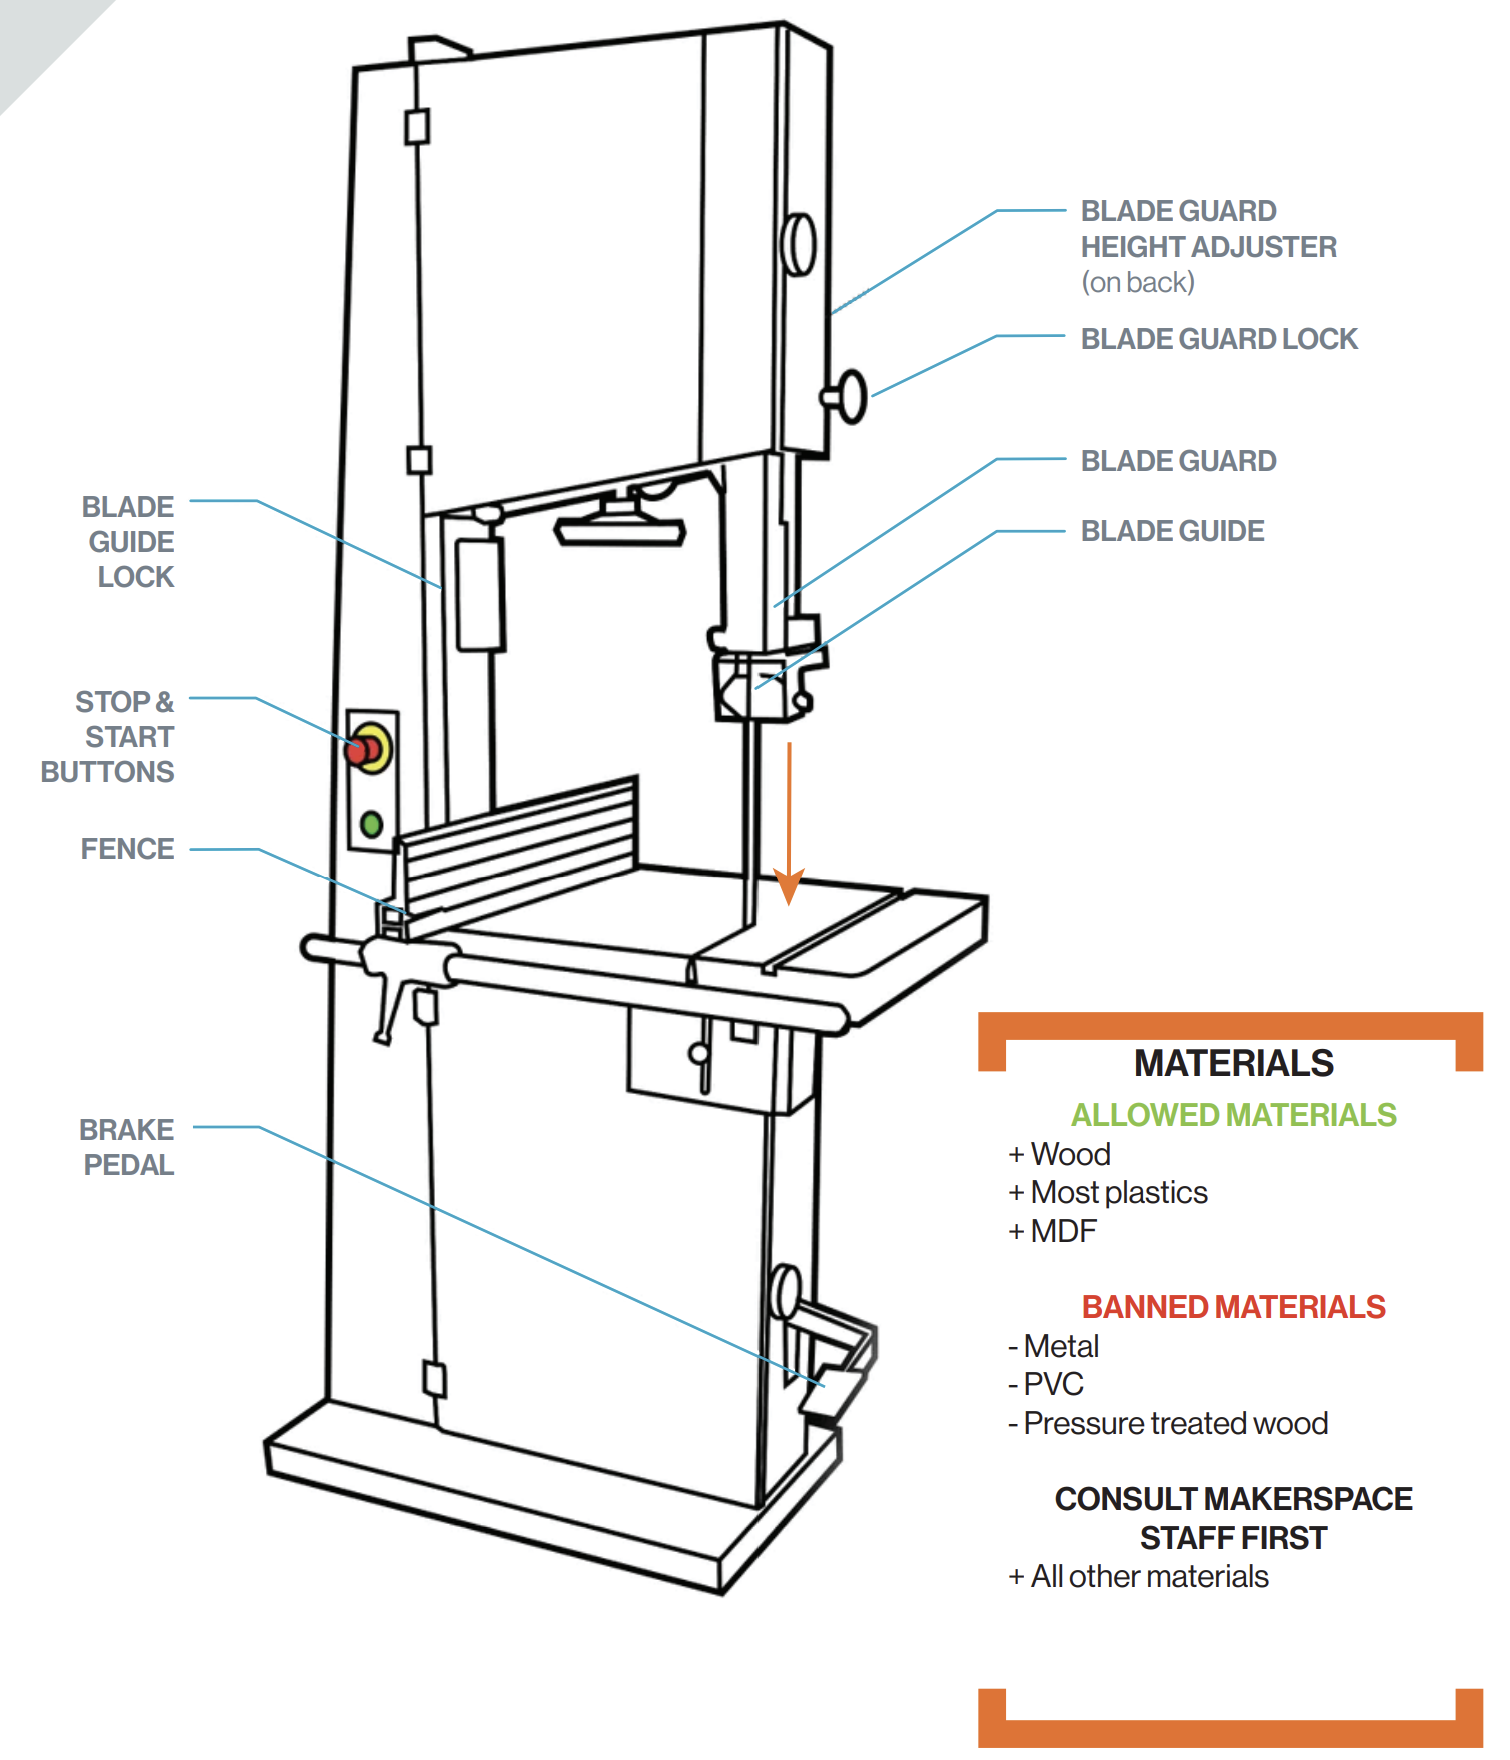 BLADE GUARD
HEIGHT ADJUSTER
(on back)
BLADE GUARD LOCK
BLADE GUARD
BLADE GUIDE
BLADE
GUIDE
LOCK
STOP &
START
BUTTONS
FENCE
BRAKE
PEDAL
MATERIALS
ALLOWED MATERIALS
+ Wood
+ Most plastics
+ MDF
BANNED MATERIALS
- Metal
- PVC
- Pressure treated wood
CONSULT MAKERSPACE
STAFF FIRST
+ All other materials